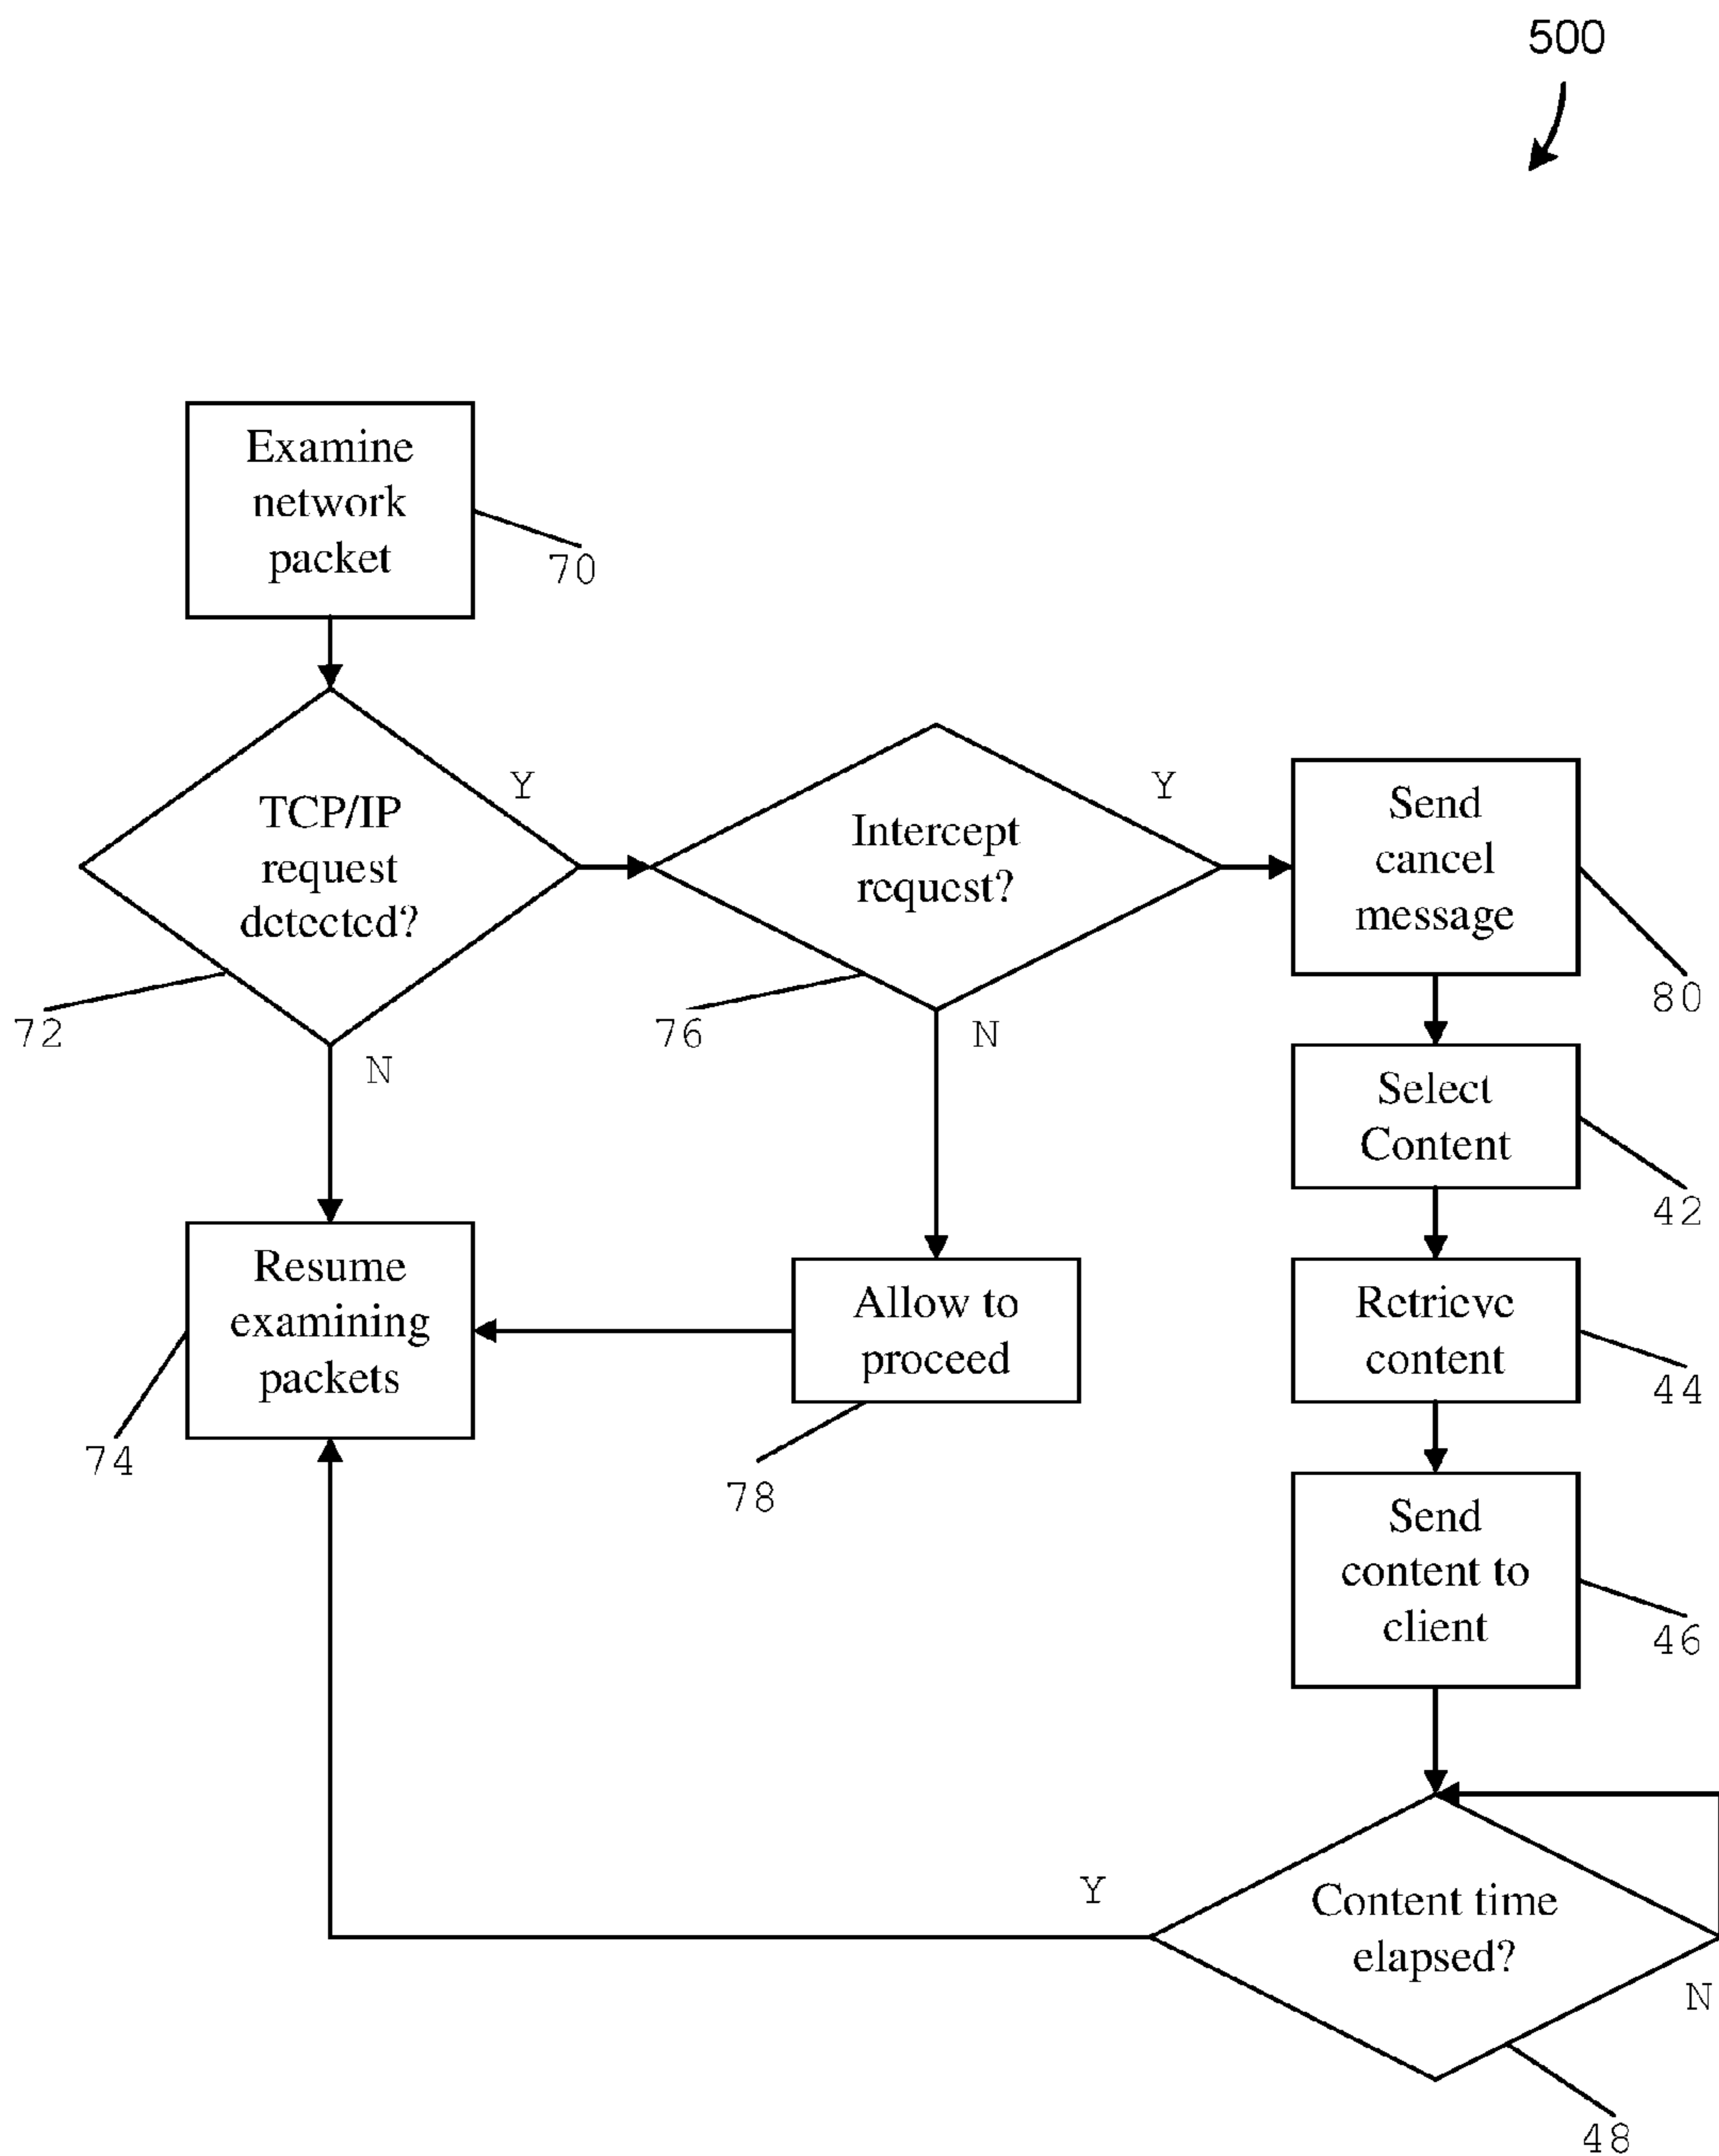 500
Examine
network
packet
70
TCP/IP
request
detected?
Y
72
N
Intercept
request?
Y
76
N
Send
cancel
message
80
Select
Content
42
Resume
examining
packets
74
Allow to
proceed
78
Retrieve
content
44
Send
content to
client
46
Y
Content time
elapsed?
N
48